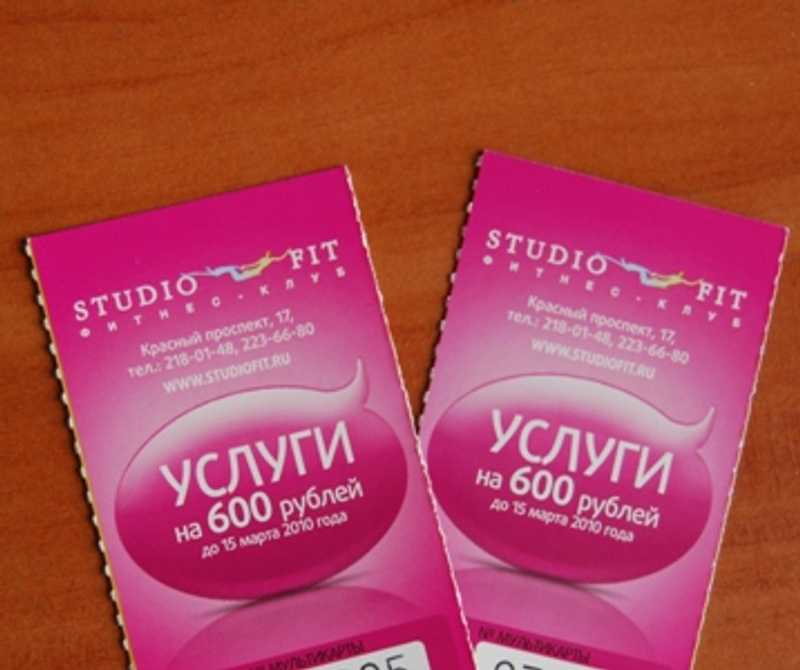 STUDIO FIT
ФИТНЕС-КЛУБ
Красный проспект, 17,
тел.: 218-01-48, 223-66-80
WWW.STUDIOFIT.RU
УСЛУГИ
на 600 рублей
до 15 марта 2010 года
МУЛЬТИКАРТЫ
STUDIO FIT
ФИТНЕС-КЛУБ
Красный проспект, 17,
тел.: 218-01-48, 223-66-80
WWW.STUDIOFIT.RU
УСЛУГИ
на 600 рублей
до 15 марта 2010 года
№ МУЛЬТИКАРТЫ